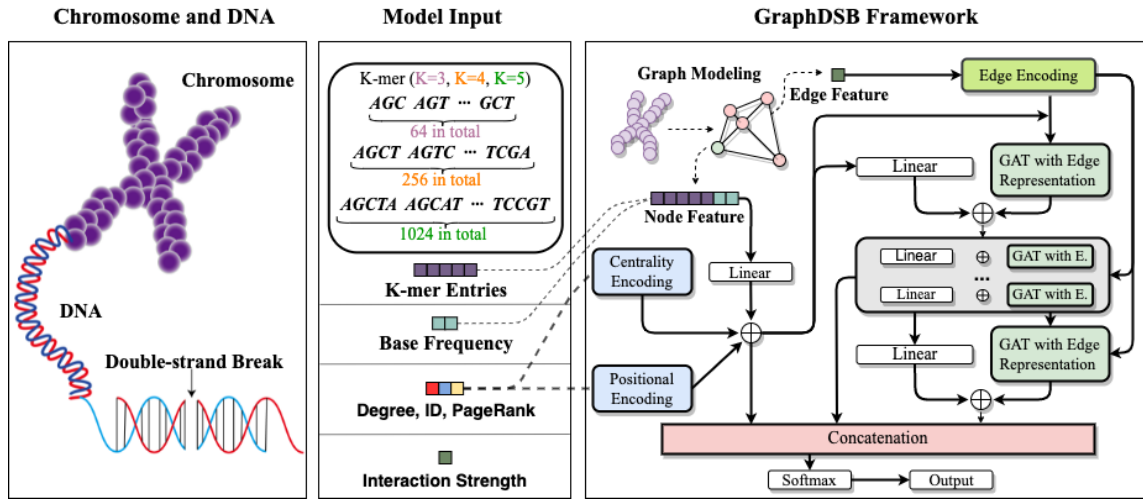 Chromosome and DNA
Chromosome
DNA
Double-strand Break
Model Input
K-mer (K=3, K=4, K=5)
AGC AGT ··· GCT
64 in total
AGCT AGTC ··· TCGA
256 in total
AGCTA AGCAT ··· TCCGT
1024 in total
K-mer Entries
Base Frequency
Degree, ID, PageRank
Interaction Strength
GraphDSB Framework
Graph Modeling
Edge Feature
Edge Encoding
Node Feature
Linear
GAT with Edge
Representation
Centrality
Encoding
Linear
Linear
GAT with E.
...
Linear
GAT with E.
Positional
Encoding
Linear
GAT with Edge
Representation
Concatenation
Softmax
Output